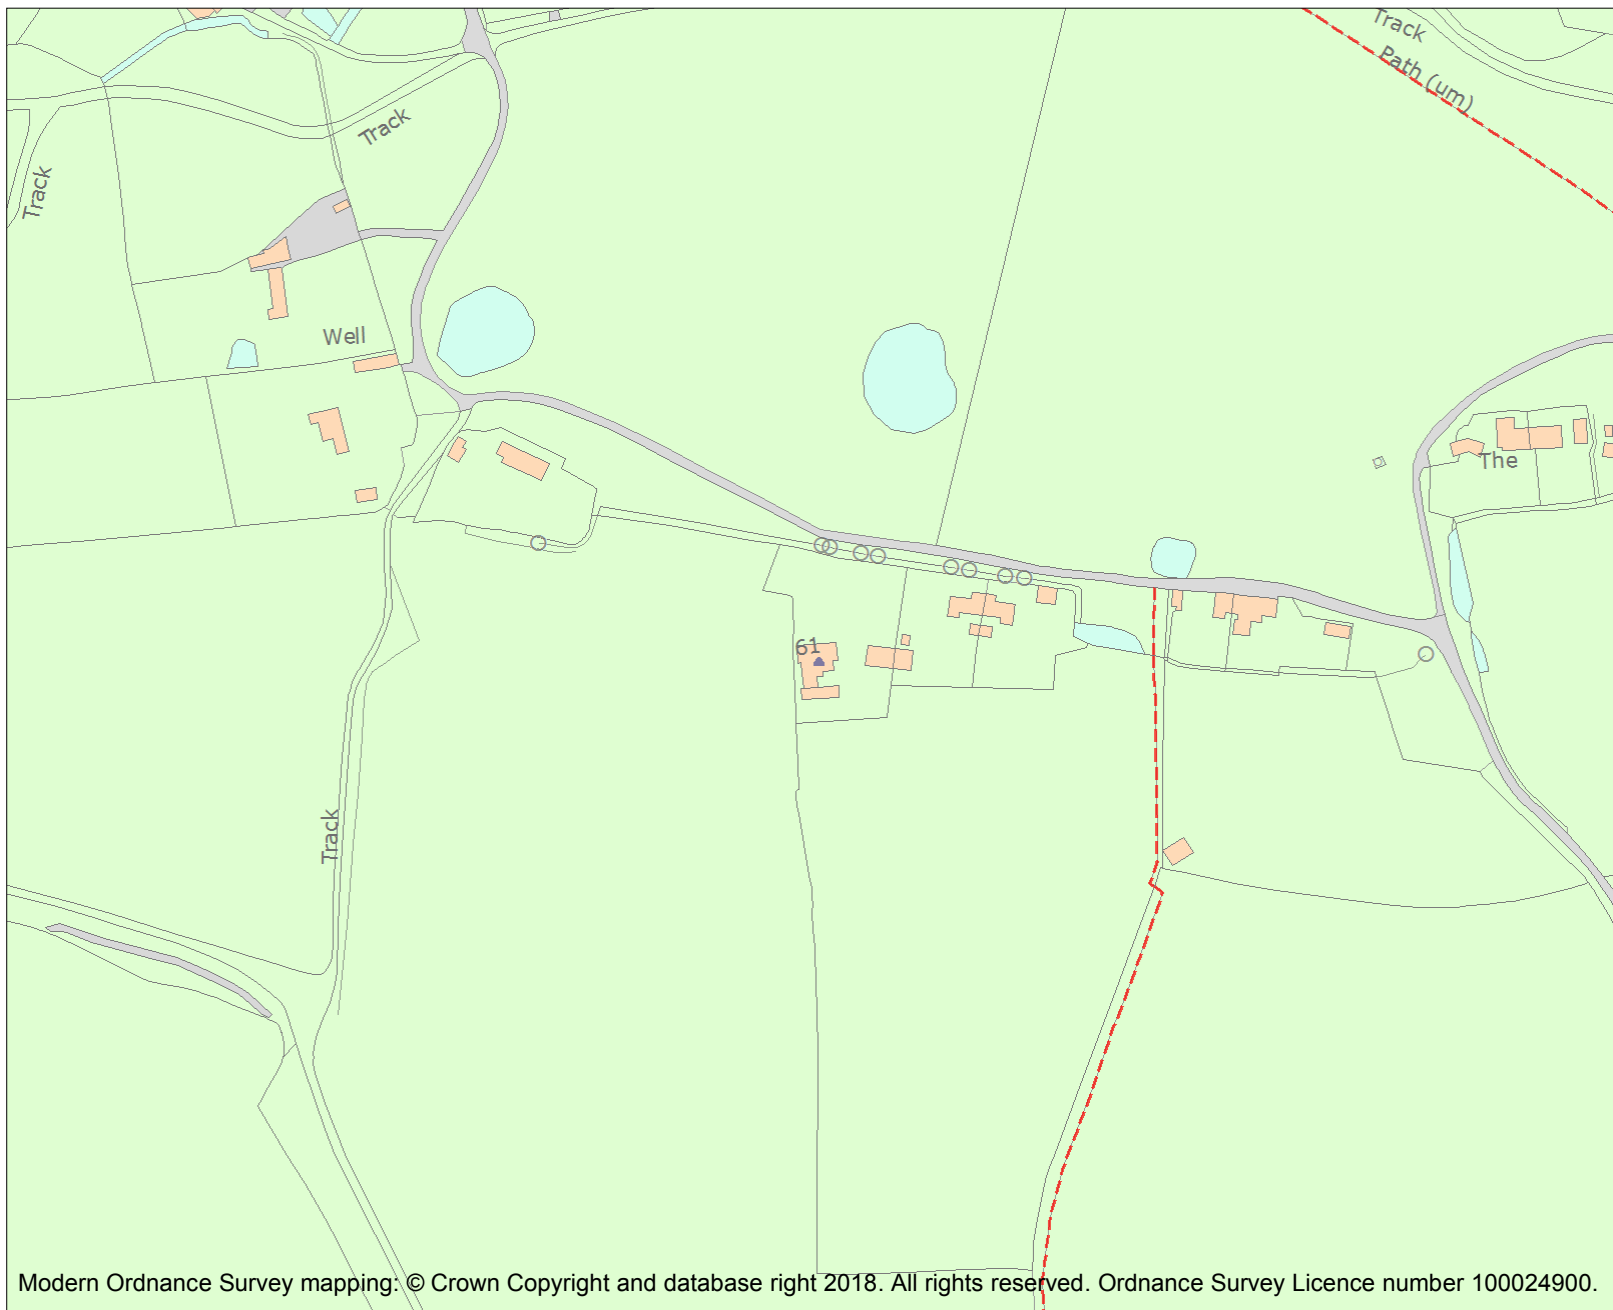 Track
Path (um)
Track
Track
Well
The
61
Track
Modern Ordnance Survey mapping: © Crown Copyright and database right 2018. All rights reserved. Ordnance Survey Licence number 100024900.